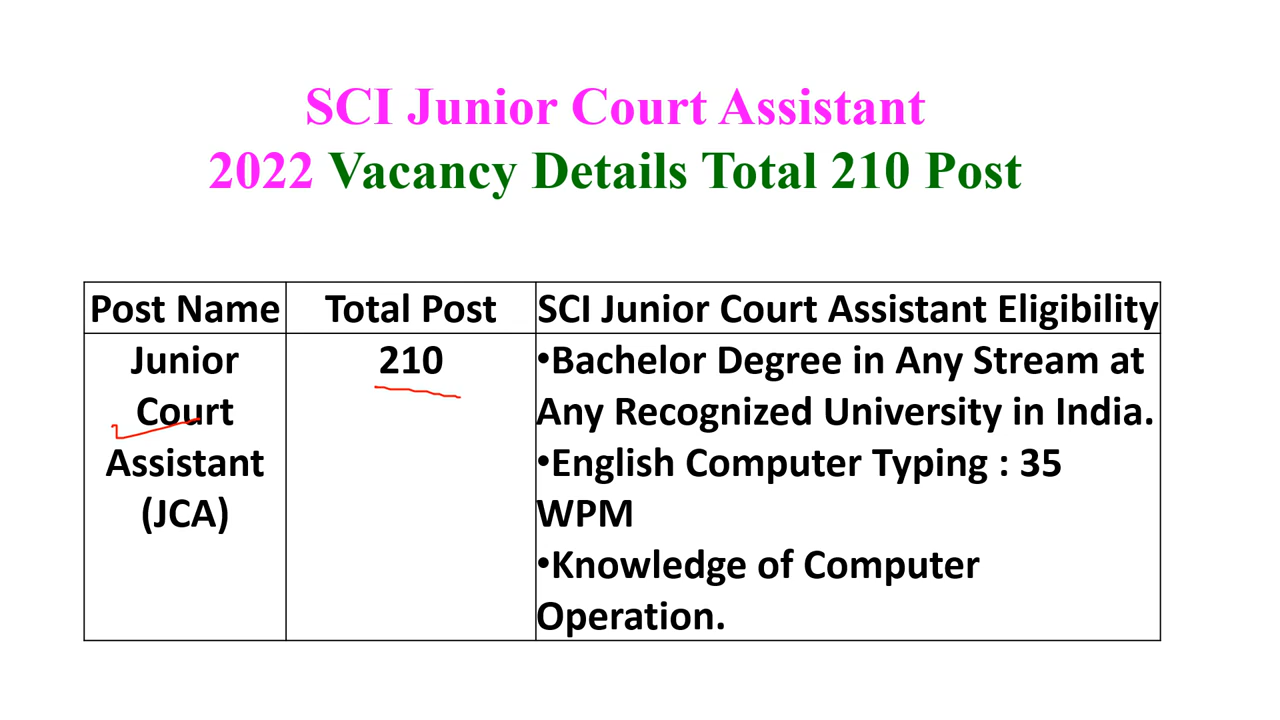 SCI Junior Court Assistant
2022 Vacancy Details Total 210 Post
Post Name
Total Post
SCI Junior Court Assistant Eligibility
Junior
Court
Assistant
(JCA)
210
•Bachelor Degree in Any Stream at
Any Recognized University in India.
•English Computer Typing : 35
WPM
•Knowledge of Computer
Operation.